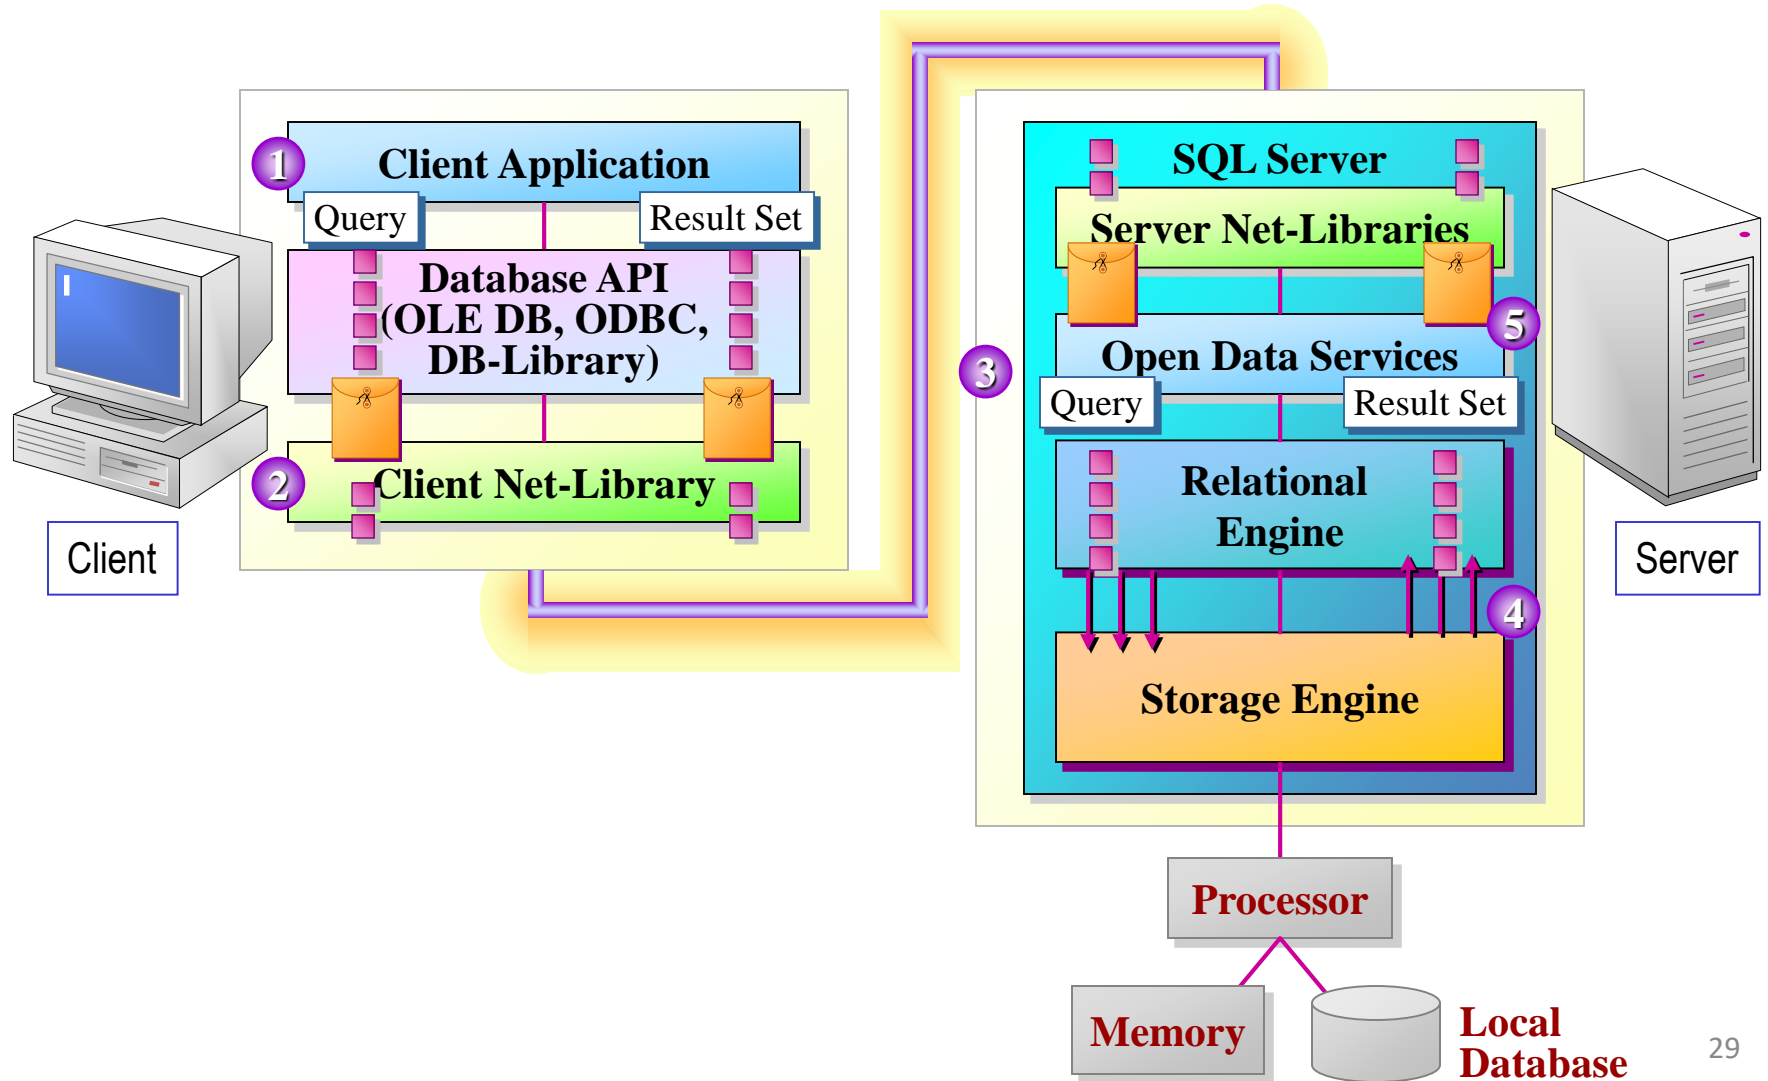 1
Client Application
Query
Result Set
Database API
(OLE DB, ODBC,
DB-Library)
2
Client Net-Library
Client
SQL Server
Server Net-Libraries
5
3
Open Data Services
Query
Result Set
Relational
Engine
4
Storage Engine
Server
Processor
Memory
Local
Database
29